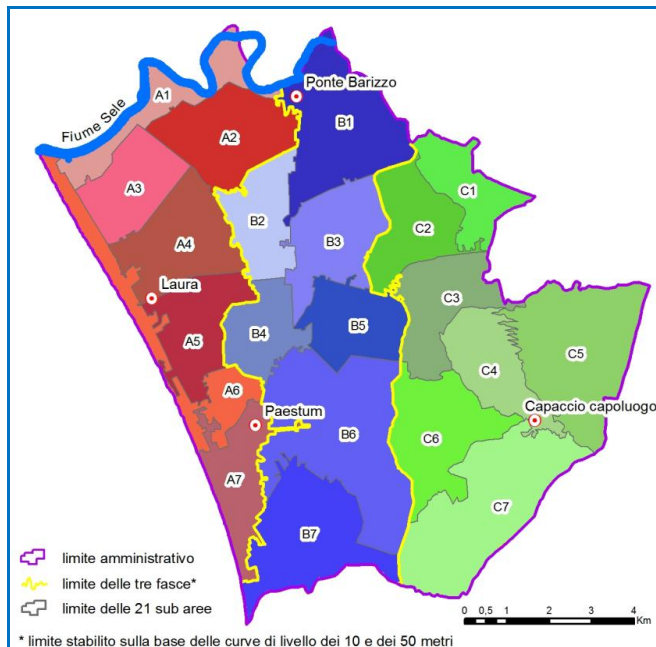 Ponte Barizzo
Fiume Sele
A1
A2
B1
C1
A3
B2
C2
B3
A4
Laura
C3
A5
B4
B5
C4
C5
A6
Paestum
Capaccio capoluogo
B6
C6
A7
C7
B7
limite amministrativo
limite delle tre fasce*
limite delle 21 sub aree
0 0,5 1 2 3 4
Km
* limite stabilito sulla base delle curve di livello dei 10 e dei 50 metri